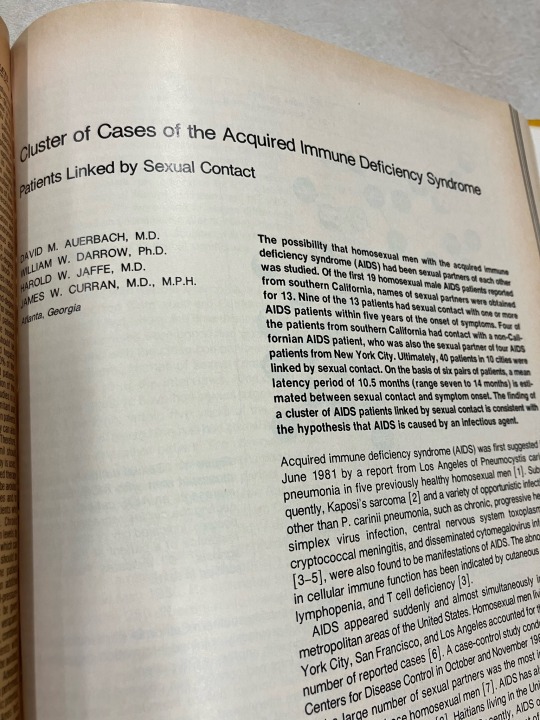 Cluster of Cases of the Acquired Immune Deficiency Syndrome
Patients Linked by Sexual Contact
DAVID M. AUERBACH, M.D.
WILLIAM W. DARROW, Ph.D.
HAROLD W. JAFFE, M.D.
JAMES W. CURRAN, M.D., M.P.H.
Atlanta, Georgia
The possibility that homosexual men with the acquired immune
deficiency syndrome (AIDS) had been sexual partners of each other
was studied. Of the first 19 homosexual male AIDS patients reported
from southern California, names of sexual partners were obtained
for 13. Nine of the 13 patients had sexual contact with one or more
AIDS patients within five years of the onset of symptoms. Four of
the patients from southern California had contact with a non-Cali-
fornian AIDS patient, who was also the sexual partner of four AIDS
patients from New York City. Ultimately, 40 patients in 10 cities were
linked by sexual contact. On the basis of six pairs of patients, a mean
latency period of 10.5 months (range seven to 14 months) is esti-
mated between sexual contact and symptom onset. The finding of
a cluster of AIDS patients linked by sexual contact is consistent with
the hypothesis that AIDS is caused by an infectious agent.
Acquired immune deficiency syndrome (AIDS) was first suggested
June 1981 by a report from Los Angeles of Pneumocystis cari
pneumonia in five previously healthy homosexual men [1]. Sub
quently, Kaposi's sarcoma [2] and a variety of opportunistic infect
other than P. carinii pneumonia, such as chronic, progressive he
simplex virus infection, central nervous system toxoplasm
cryptococcal meningitis, and disseminated cytomegalovirus inf
[3–5], were also found to be manifestations of AIDS. The abno
in cellular immune function has been indicated by cutaneous
lymphopenia, and T cell deficiency [3].
AIDS appeared suddenly and almost simultaneously i
metropolitan areas of the United States. Homosexual men livi
York City, San Francisco, and Los Angeles accounted for th
number of reported cases [6]. A case-control study cond
Centers for Disease Control in October and November 198
a large number of sexual partners was the most i
homosexual men [7]. AIDS has al
Haitians living in the Uni
AIDS o